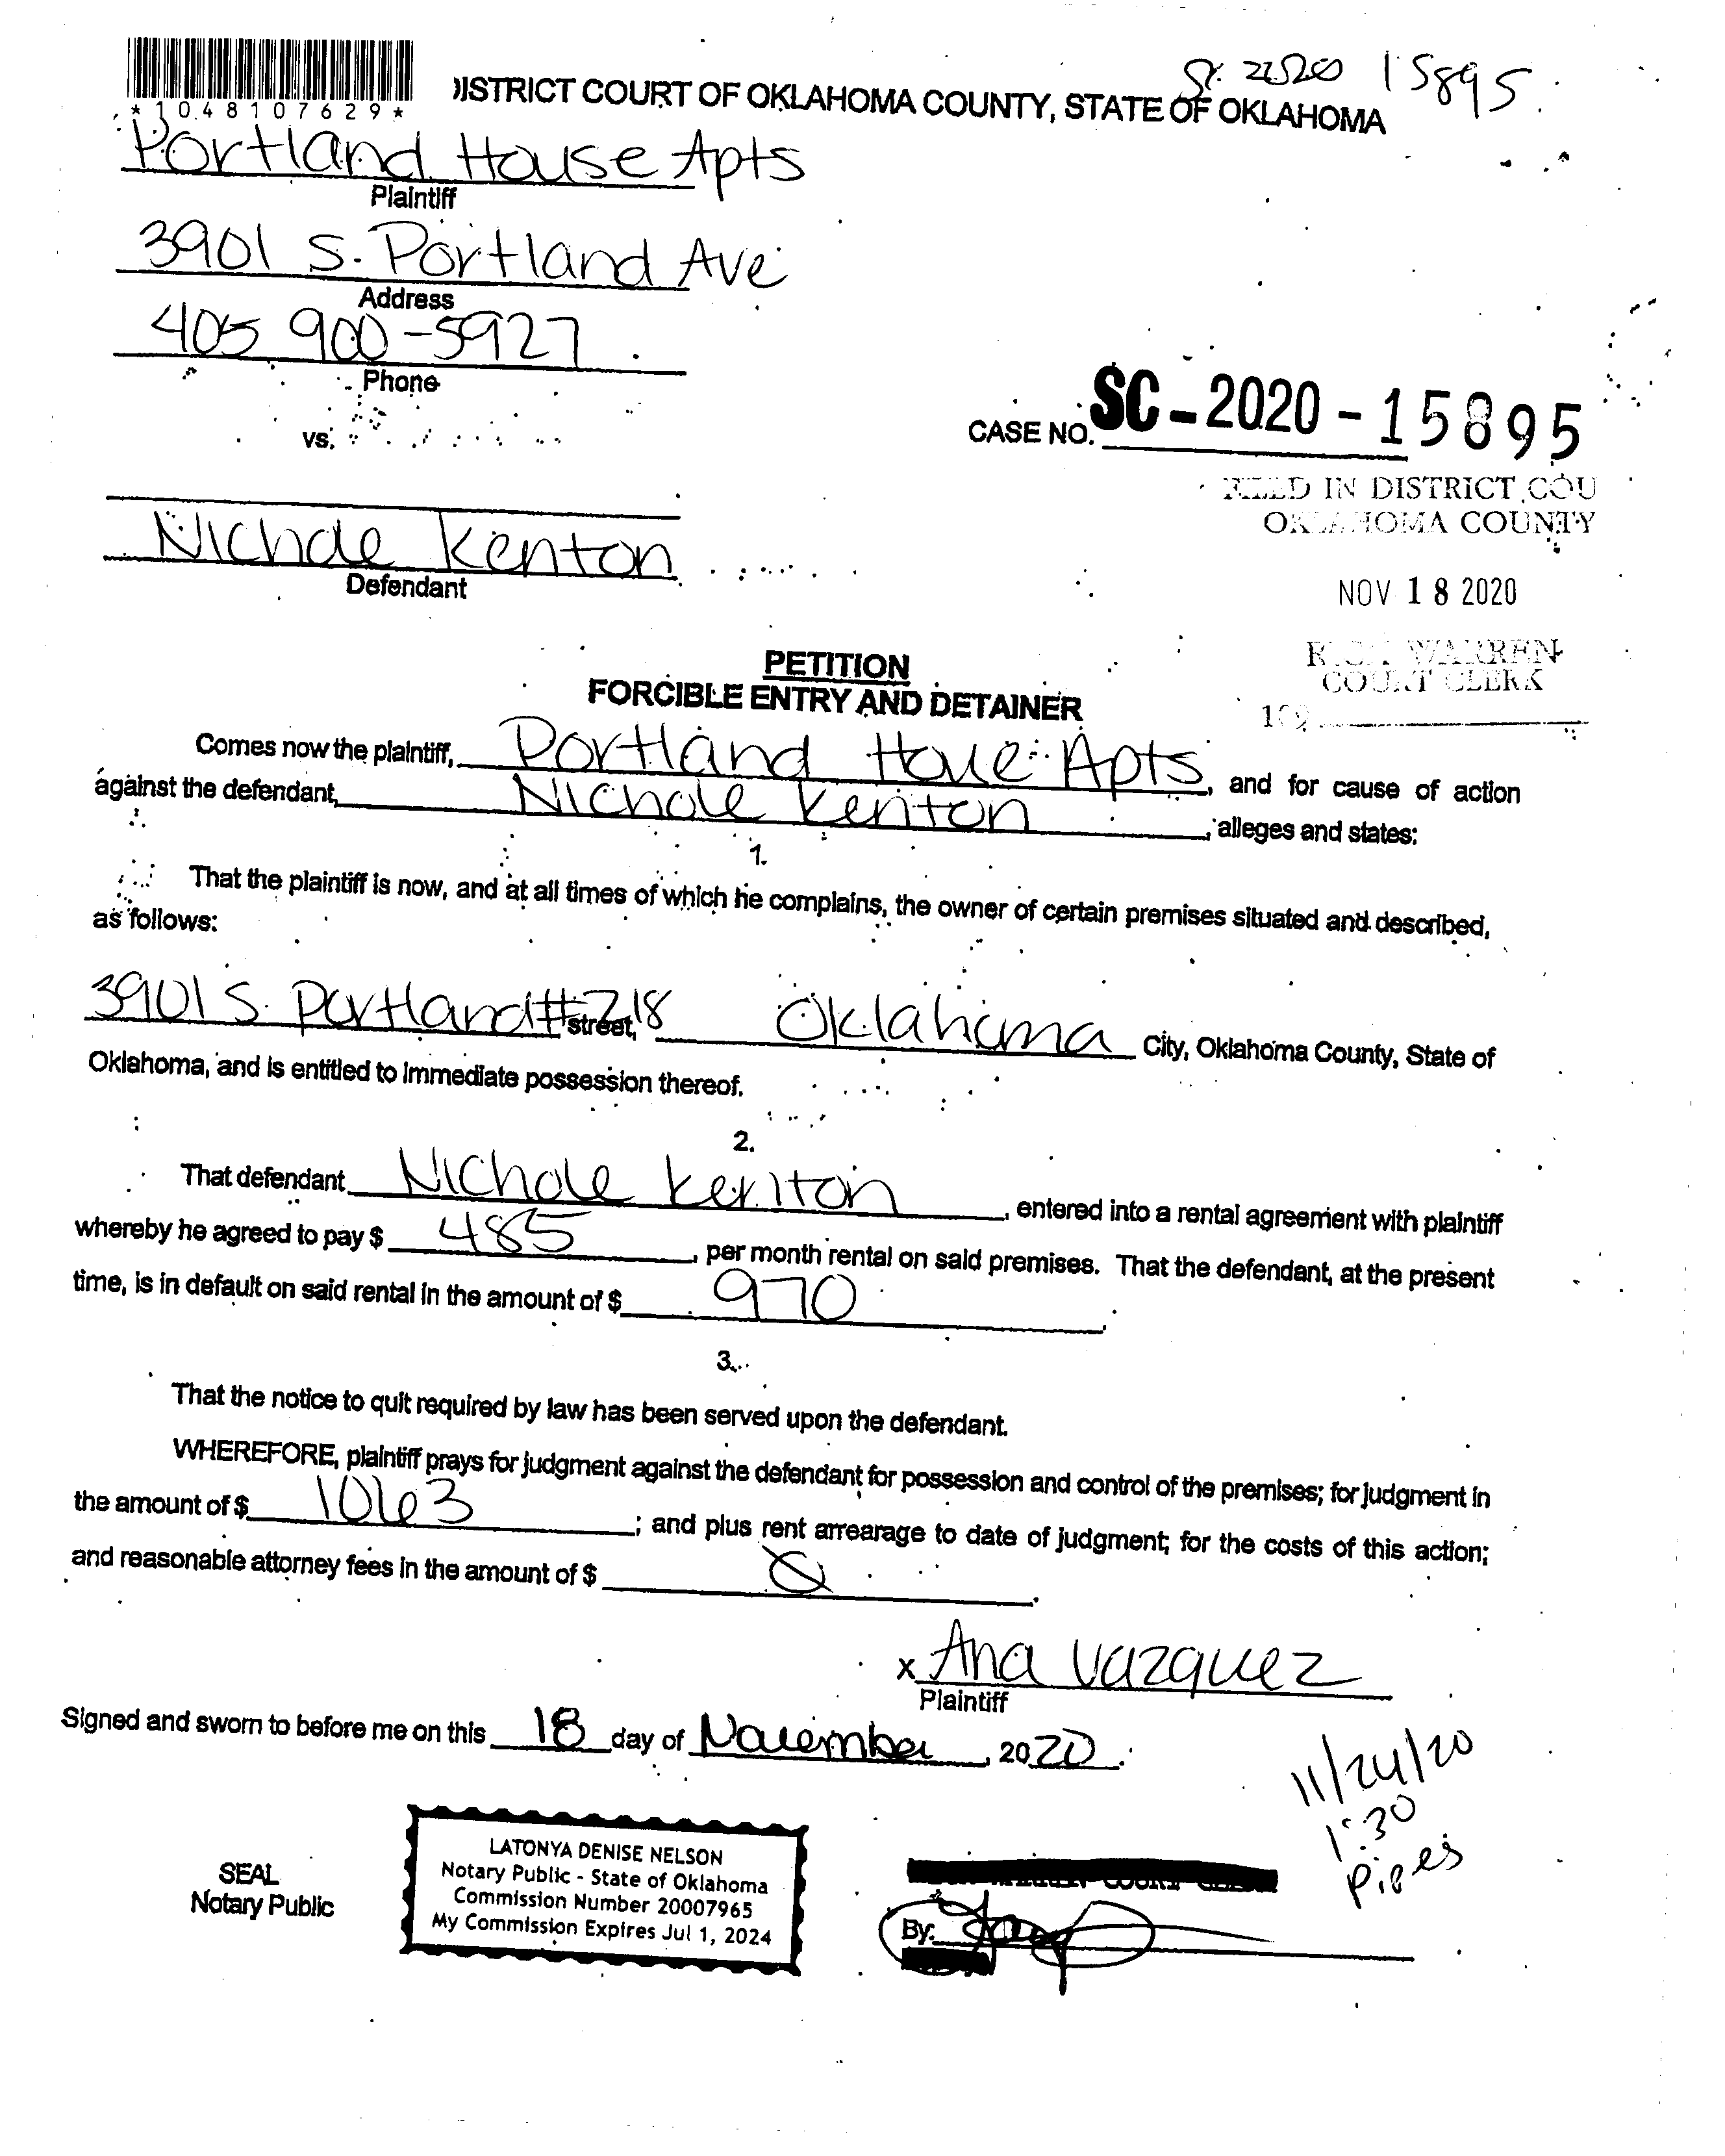 SC 2020 15895
DISTRICT COURT OF OKLAHOMA COUNTY, STATE OF OKLAHOMA
*1048107629*
Portland House Apts
Plaintiff
3901 S. Portland Ave
Address
405 900-5927
Phone
vs.
CASE NO. SC-2020-15895
FILED IN DISTRICT COU
OKLAHOMA COUNTY
Nichole Kenton
Defendant
NOV 18 2020
RICK WARREN
COURT CLERK
109
PETITION
FORCIBLE ENTRY AND DETAINER
Comes now the plaintiff, Portland Houe Apts, and for cause of action
against the defendant, Nichole Kenton, alleges and states:
1.
That the plaintiff is now, and at all times of which he complains, the owner of certain premises situated and described,
as follows:
3901 S. Portland #218 street, Oklahoma City, Oklahoma County, State of
Oklahoma, and is entitled to immediate possession thereof.
2.
That defendant Nichole Kenton, entered into a rental agreement with plaintiff
whereby he agreed to pay $ 485, per month rental on said premises. That the defendant, at the present
time, is in default on said rental in the amount of $ 970.
3.
That the notice to quit required by law has been served upon the defendant.
WHEREFORE, plaintiff prays for judgment against the defendant for possession and control of the premises; for judgment in
the amount of $ 1063; and plus rent arrearage to date of judgment; for the costs of this action;
and reasonable attorney fees in the amount of $ 0.
x Ana Vazquez
Plaintiff
Signed and sworn to before me on this 18 day of November, 2020.
11/24/20
1:30
Pipes
SEAL
Notary Public
LATONYA DENISE NELSON
Notary Public - State of Oklahoma
Commission Number 20007965
My Commission Expires Jul 1, 2024
COURT CLERK
By: